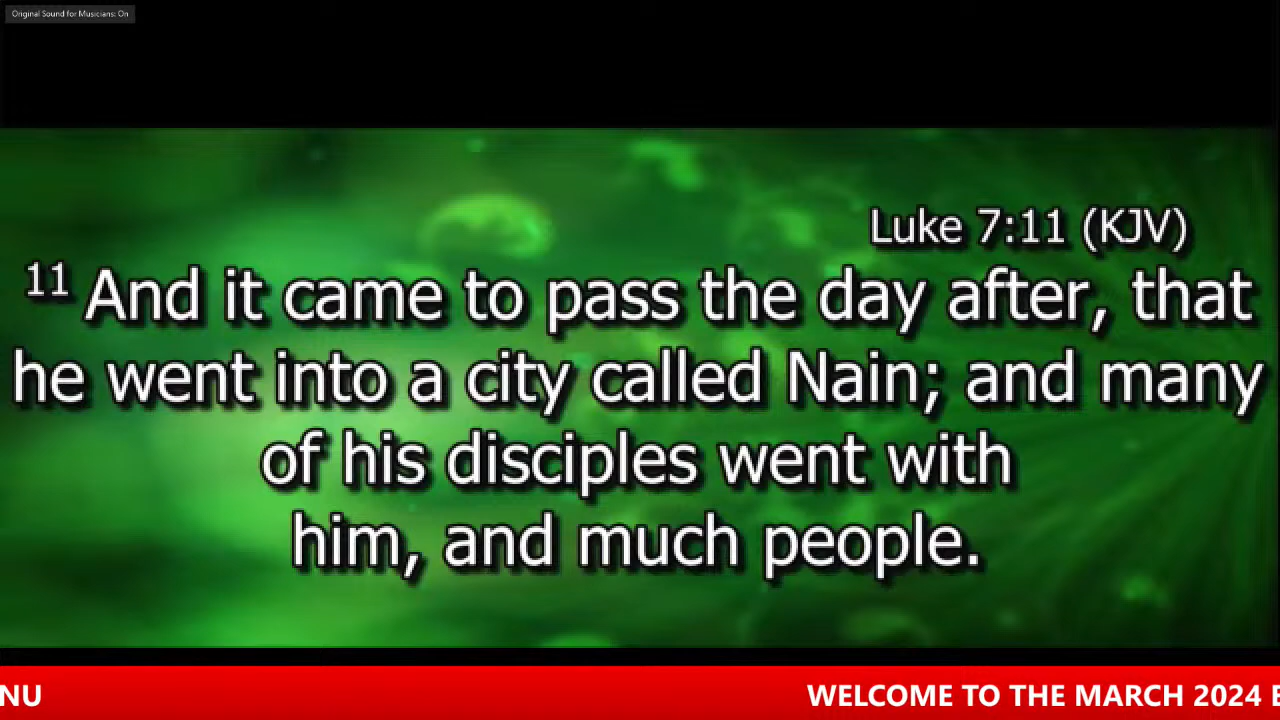 Original Sound for Musicians: On
Luke 7:11 (KJV)
11 And it came to pass the day after, that
he went into a city called Nain; and many
of his disciples went with
him, and much people.
NU
WELCOME TO THE MARCH 2024